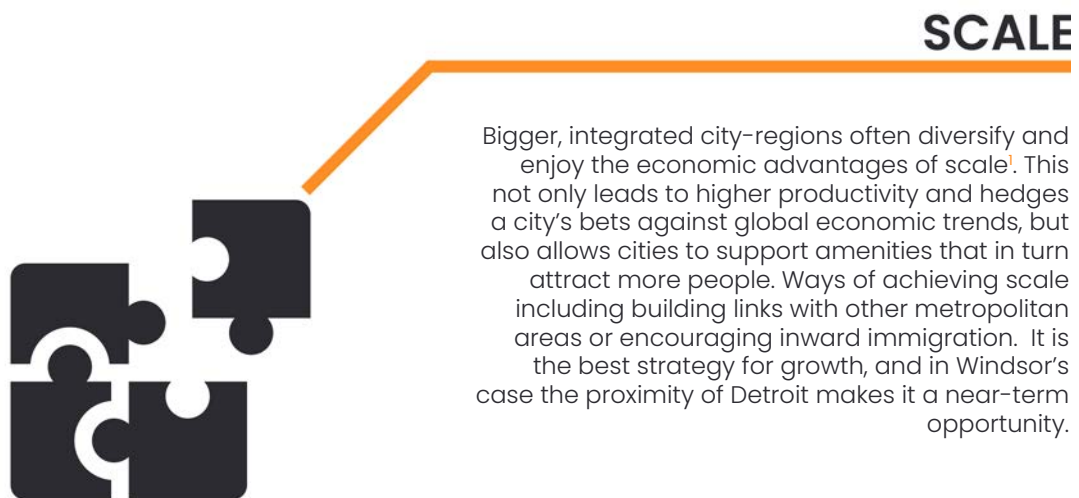 SCALE
Bigger, integrated city-regions often diversify and
enjoy the economic advantages of scale¹. This
not only leads to higher productivity and hedges
a city's bets against global economic trends, but
also allows cities to support amenities that in turn
attract more people. Ways of achieving scale
including building links with other metropolitan
areas or encouraging inward immigration.  It is
the best strategy for growth, and in Windsor's
case the proximity of Detroit makes it a near-term
opportunity.